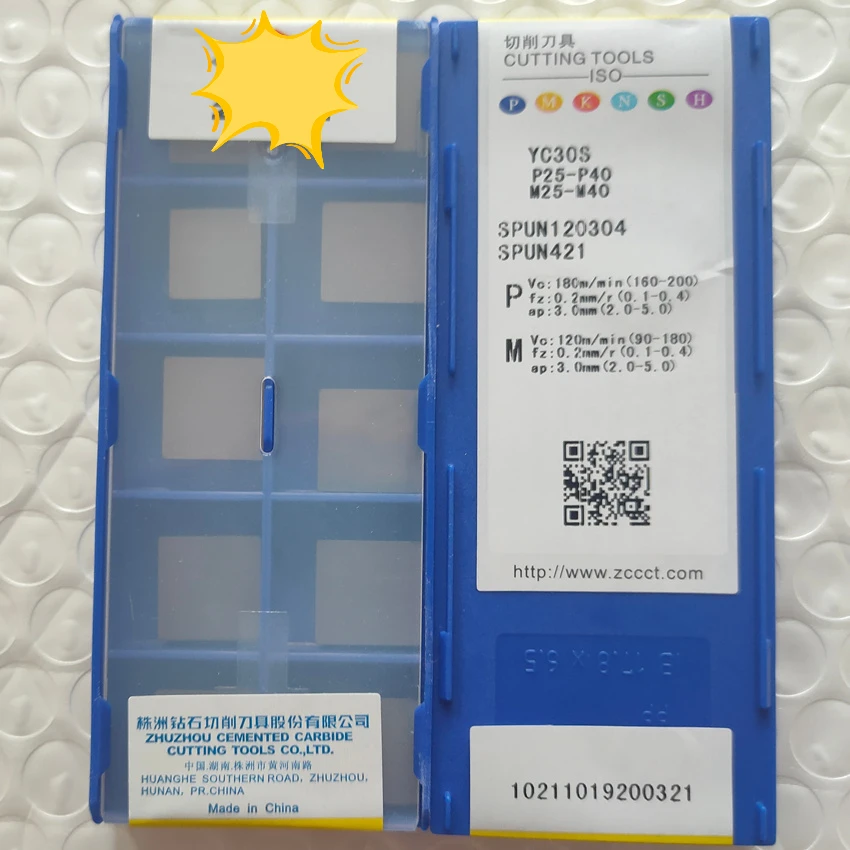 切削刀具
CUTTING TOOLS
ISO
P M K N S H
YC30S
P25-P40
M25-M40
SPUN120304
SPUN421
P
Vc:180m/min(160-200)
fz:0.2mm/r(0.1-0.4)
ap:3.0mm(2.0-5.0)
M
Vc:120m/min(90-180)
fz:0.2mm/r(0.1-0.4)
ap:3.0mm(2.0-5.0)
http://www.zccct.com
10211019200321
株洲钻石切削刀具股份有限公司
ZHUZHOU CEMENTED CARBIDE
CUTTING TOOLS CO.,LTD.
中国.湖南.株洲市黄河南路
HUANGHE SOUTHERN ROAD, ZHUZHOU,
HUNAN, PR.CHINA
Made in China